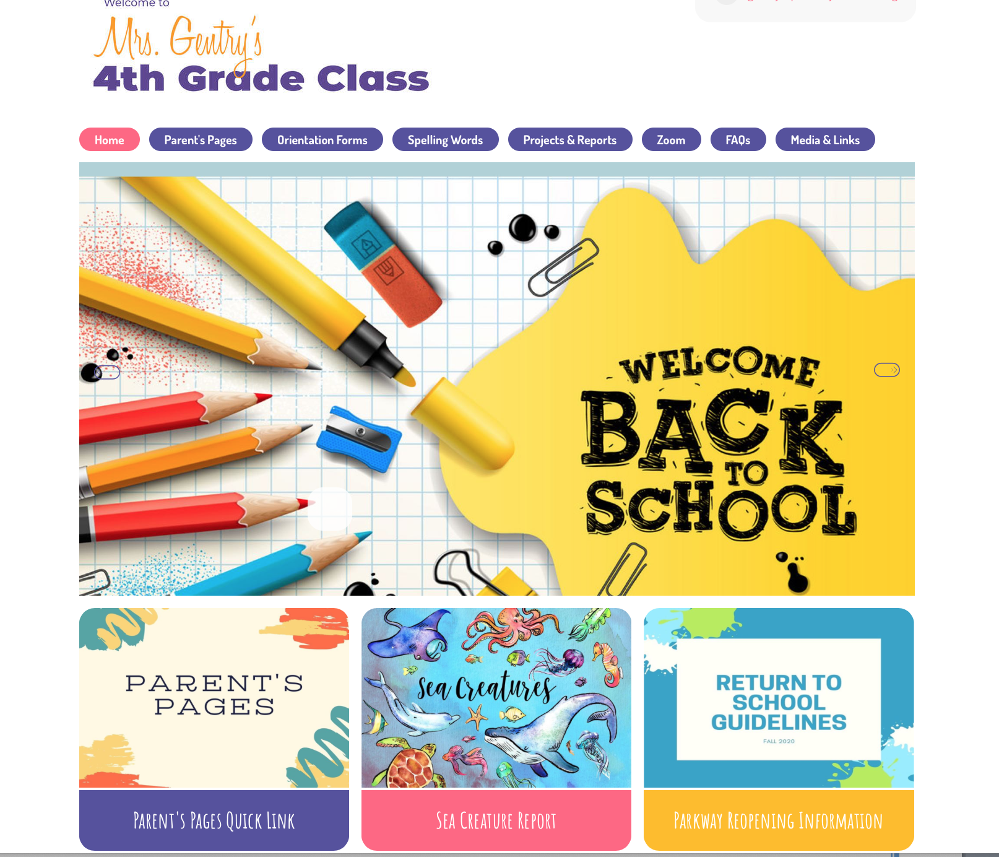 Welcome to
Mrs. Gentry's
4th Grade Class
Home
Parent's Pages
Orientation Forms
Spelling Words
Projects & Reports
Zoom
FAQs
Media & Links
WELCOME
BACK
TO
SCHOOL
PARENT'S
PAGES
Sea Creatures
RETURN TO
SCHOOL
GUIDELINES
FALL 2020
Parent's Pages Quick Link
Sea Creature Report
Parkway Reopening Information